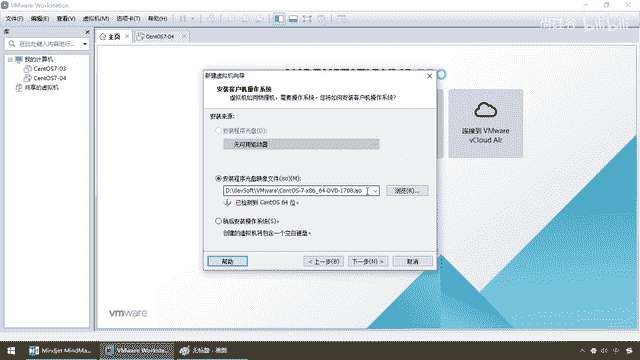 VMware Workstation
文件(F) 编辑(E) 查看(V) 虚拟机(M) 选项卡(T) 帮助(H)
尚硅谷 bilibili
库
主页 CentOS7-04
在此处键入内容进行...
我的计算机
CentOS7-03
CentOS7-04
共享的虚拟机
新建虚拟机向导
安装客户机操作系统
虚拟机如同物理机,需要操作系统。您将如何安装客户机操作系统?
安装来源:
安装程序光盘(D):
无可用驱动器
安装程序光盘映像文件(iso)(M):
D:\devSoft\VMware\CentOS-7-x86_64-DVD-1708.iso
浏览(R)...
已检测到 CentOS 64 位。
稍后安装操作系统(S)。
创建的虚拟机将包含一个空白硬盘。
帮助 < 上一步(B) 下一步(N) > 取消
连接到 VMware
vCloud Air
vmware
Mindjet MindMa... VMware Worksta... 无标题 - 画图